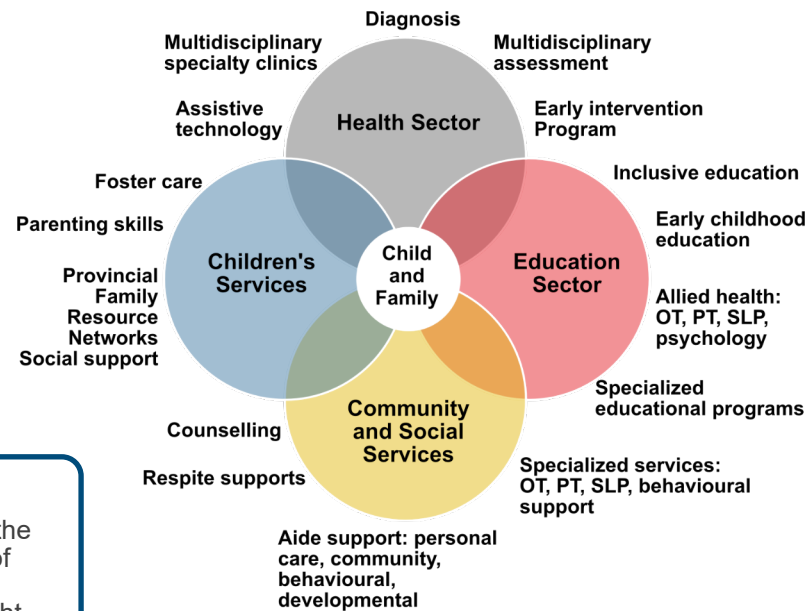 Diagnosis
Multidisciplinary
specialty clinics
Multidisciplinary
assessment
Assistive
technology
Health Sector
Early intervention
Program
Foster care
Inclusive education
Parenting skills
Early childhood
education
Children's
Services
Child
and
Family
Education
Sector
Provincial
Family
Resource
Networks
Social support
Allied health:
OT, PT, SLP,
psychology
Specialized
educational programs
Community
and Social
Services
Counselling
Respite supports
Specialized services:
OT, PT, SLP, behavioural
support
Aide support: personal
care, community,
behavioural,
developmental
the
of